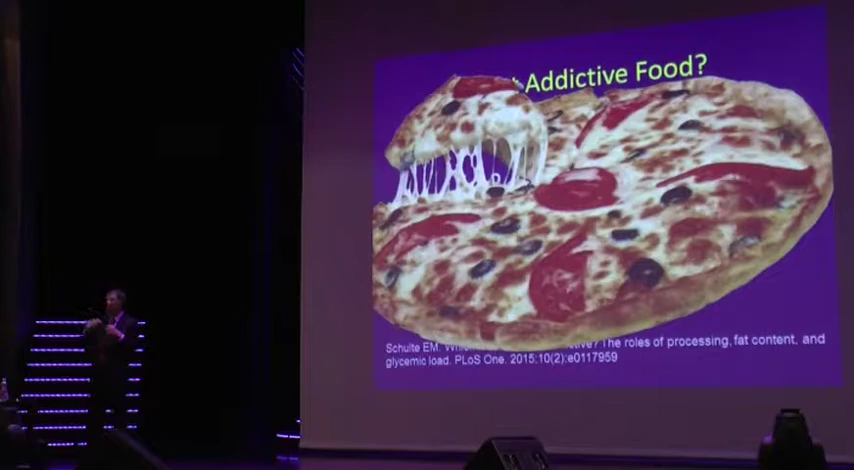 Addictive Food?
Schulte EM. tive? The roles of processing, fat content, and
glycemic load. PLoS One. 2015;10(2):e0117959